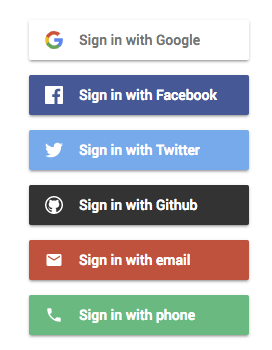 Sign in with Google
Sign in with Facebook
Sign in with Twitter
Sign in with Github
Sign in with email
Sign in with phone